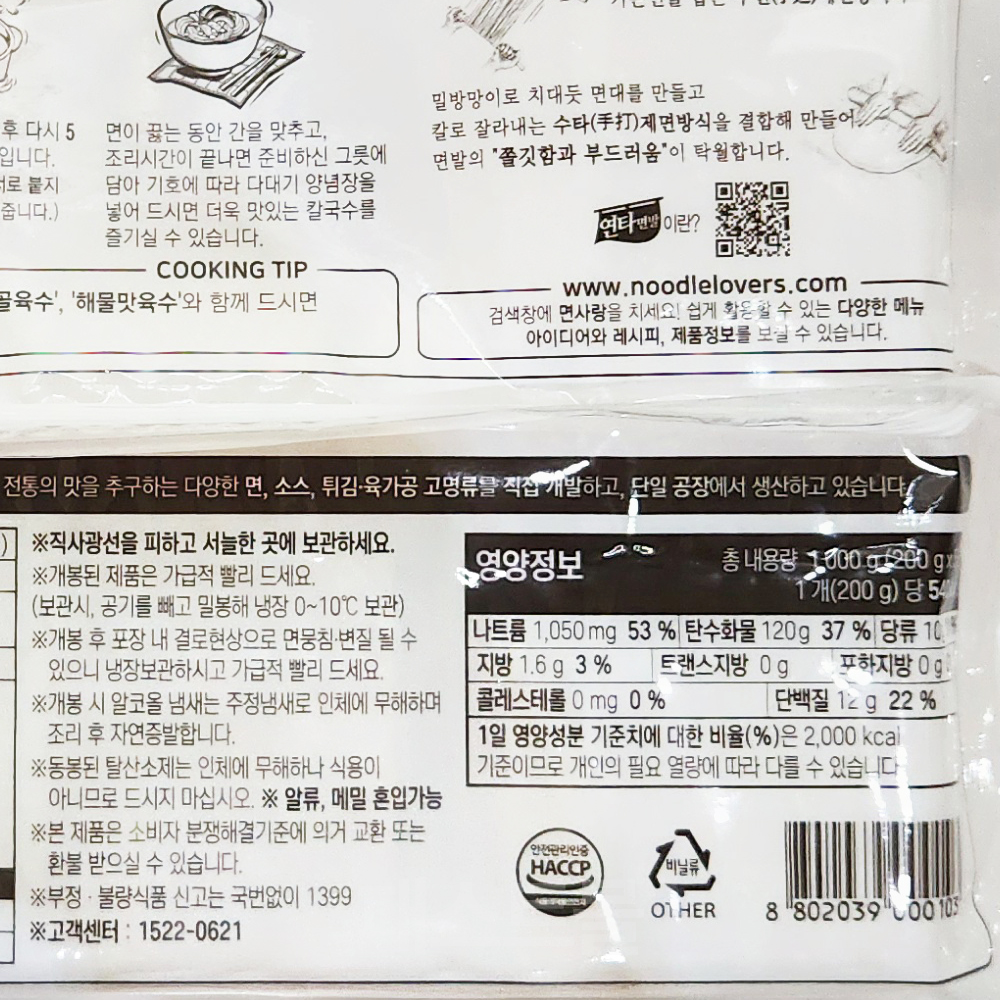 후 다시 5
입니다.
서로 붙지
줍니다.)
면이 끓는 동안 간을 맞추고,
조리시간이 끝나면 준비하신 그릇에
담아 기호에 따라 다대기 양념장을
넣어 드시면 더욱 맛있는 칼국수를
즐기실 수 있습니다.
COOKING TIP
골육수', '해물맛육수'와 함께 드시면
밀방망이로 치대듯 면대를 만들고
칼로 잘라내는 수타(手打)제면방식을 결합해 만들어
면발의 "쫄깃함과 부드러움"이 탁월합니다.
연타면발 이란?
www.noodlelovers.com
검색창에 면사랑을 치세요! 쉽게 활용할 수 있는 다양한 메뉴
아이디어와 레시피, 제품정보를 보실 수 있습니다.
전통의 맛을 추구하는 다양한 면, 소스, 튀김·육가공 고명류를 직접 개발하고, 단일 공장에서 생산하고 있습니다.
※직사광선을 피하고 서늘한 곳에 보관하세요.
※개봉된 제품은 가급적 빨리 드세요.
(보관시, 공기를 빼고 밀봉해 냉장 0~10℃ 보관)
※개봉 후 포장 내 결로현상으로 면뭉침·변질 될 수
있으니 냉장보관하시고 가급적 빨리 드세요.
※개봉 시 알코올 냄새는 주정냄새로 인체에 무해하며
조리 후 자연증발합니다.
※동봉된 탈산소제는 인체에 무해하나 식용이
아니므로 드시지 마십시오. ※ 알류, 메밀 혼입가능
※본 제품은 소비자 분쟁해결기준에 의거 교환 또는
환불 받으실 수 있습니다.
※부정 · 불량식품 신고는 국번없이 1399
※고객센터 : 1522-0621
영양정보
총 내용량 1,000 g (200 g x
1개(200 g) 당 54
나트륨 1,050 mg 53 % 탄수화물 120 g 37 % 당류 10
지방 1.6 g 3 % 트랜스지방 0 g 포화지방 0 g
콜레스테롤 0 mg 0 % 단백질 12 g 22 %
1일 영양성분 기준치에 대한 비율(%)은 2,000 kcal
기준이므로 개인의 필요 열량에 따라 다를 수 있습니다
안전관리인증
HACCP
비닐류
OTHER
8 802039 000103